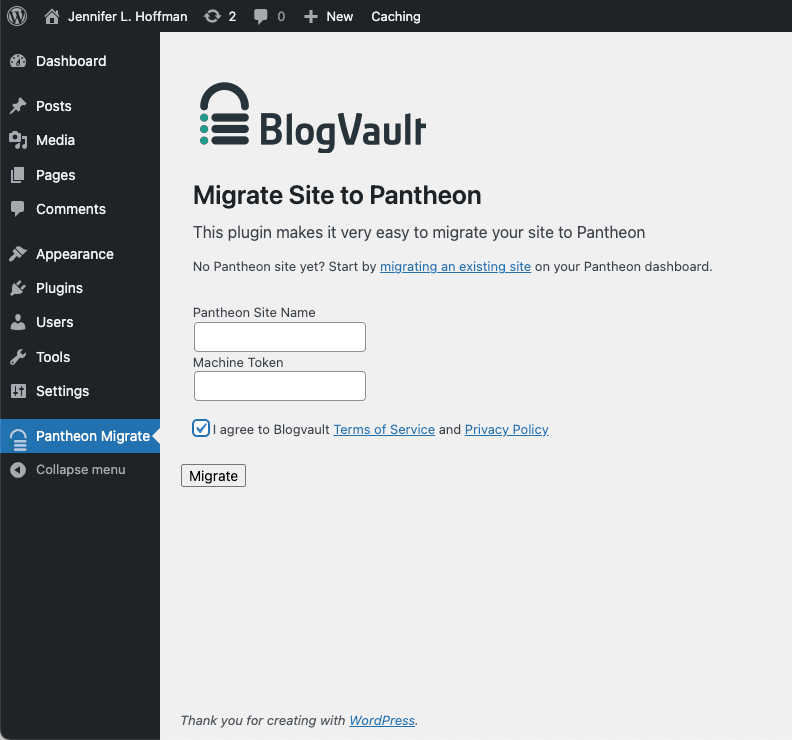 Jennifer L. Hoffman 2 0 New Caching
Dashboard
Posts
Media
Pages
Comments
Appearance
Plugins
Users
Tools
Settings
Pantheon Migrate
Collapse menu
BlogVault
Migrate Site to Pantheon
This plugin makes it very easy to migrate your site to Pantheon
No Pantheon site yet? Start by migrating an existing site on your Pantheon dashboard.
Pantheon Site Name
Machine Token
I agree to Blogvault Terms of Service and Privacy Policy
Migrate
Thank you for creating with WordPress.